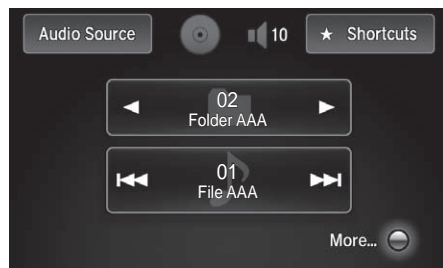 Audio Source
10
★ Shortcuts
02
Folder AAA
01
File AAA
More...